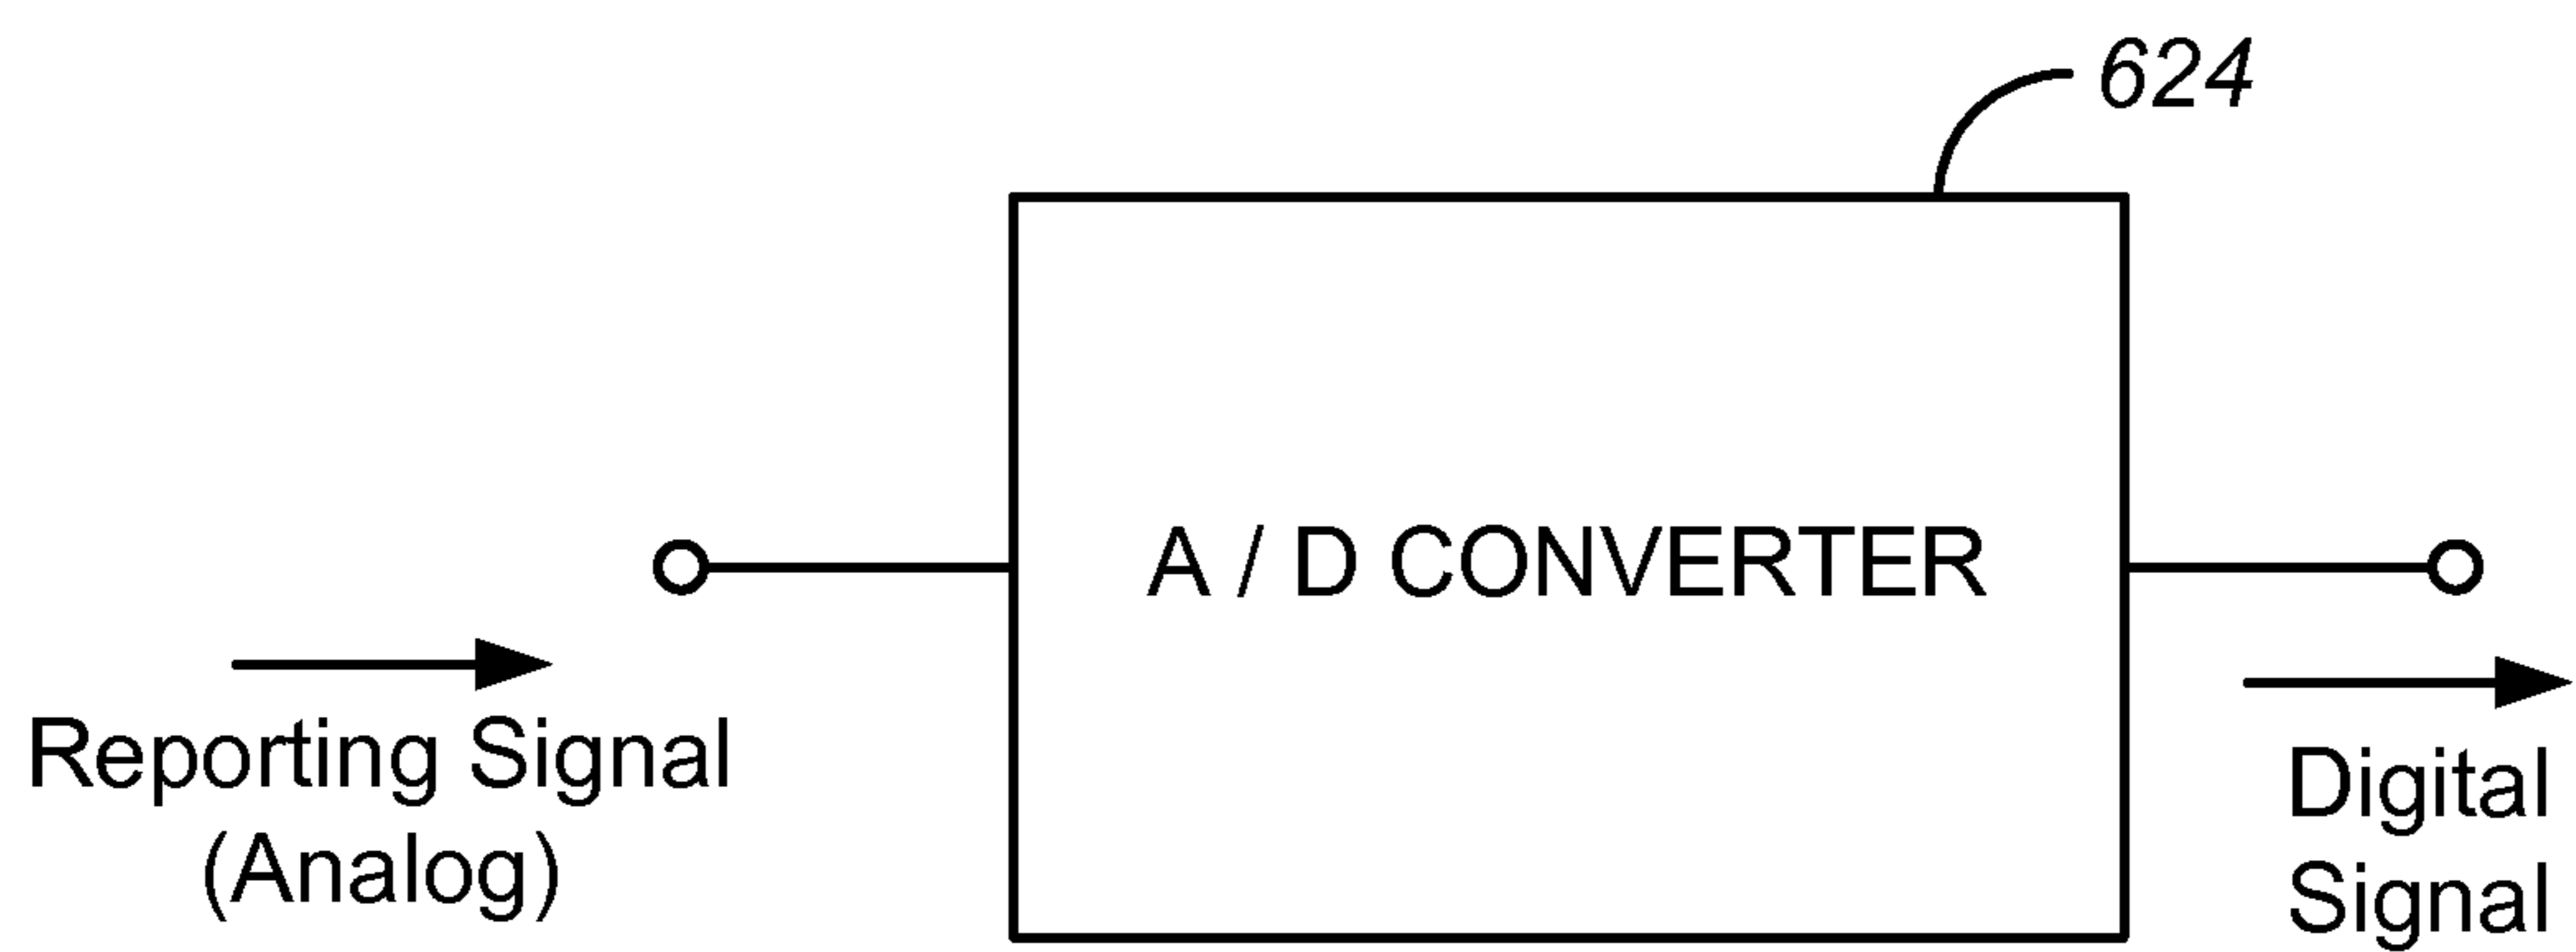 624
A / D CONVERTER
Reporting Signal
(Analog)
Digital
Signal